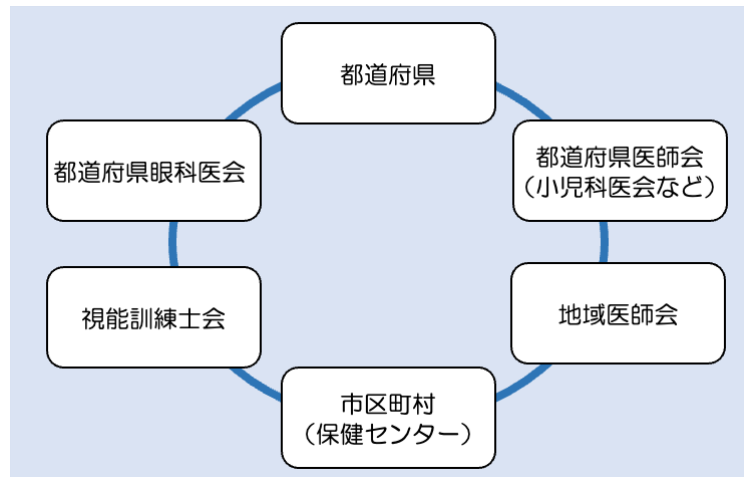 都道府県
都道府県眼科医会
都道府県医師会
（小児科医会など）
視能訓練士会
地域医師会
市区町村
（保健センター）